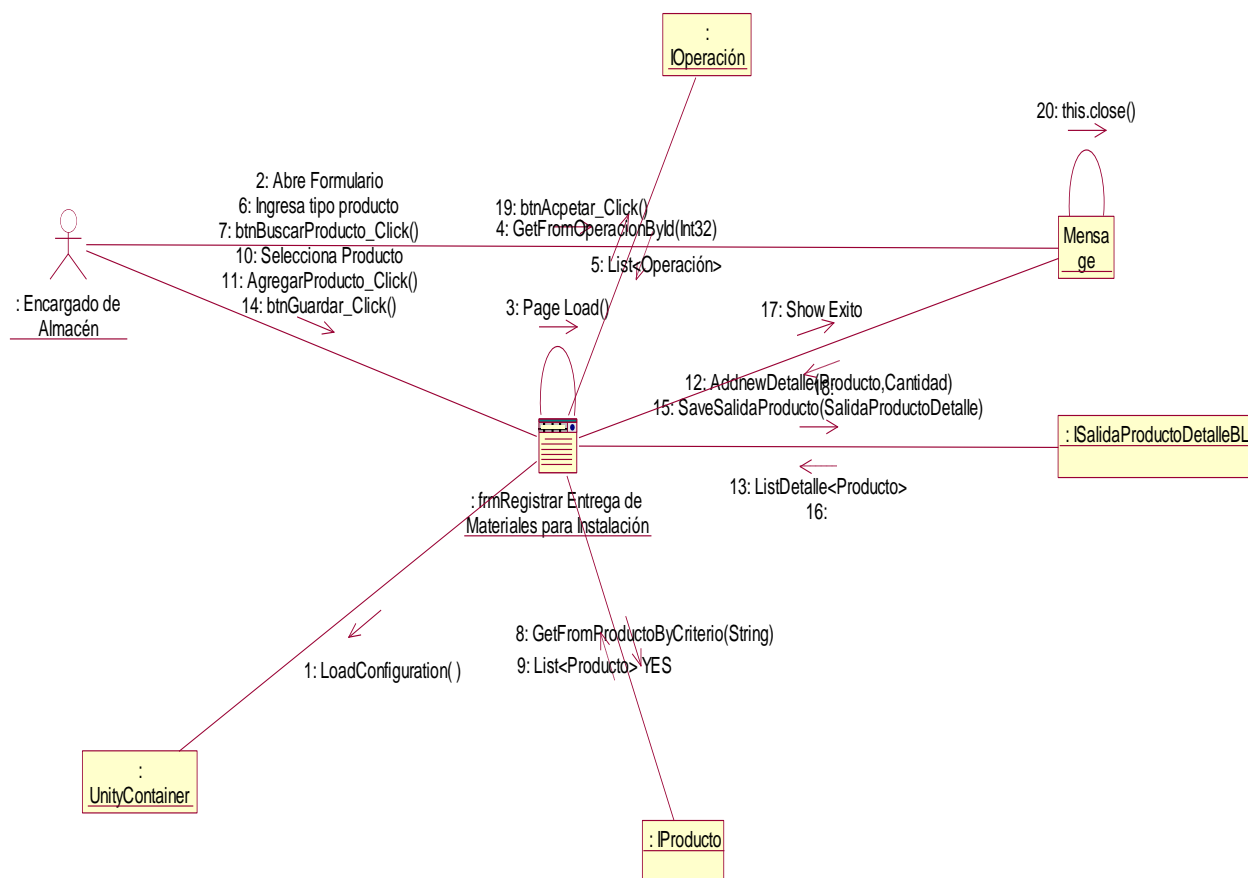 :
IOperación
20: this.close()
2: Abre Formulario
6: Ingresa tipo producto
7: btnBuscarProducto_Click()
10: Selecciona Producto
11: AgregarProducto_Click()
14: btnGuardar_Click()
19: btnAcpetar_Click()
4: GetFromOperacionById(Int32)
5: List<Operación>
Mensa
ge
: Encargado de
Almacén
3: Page Load()
17: Show Exito
18:
12: AddnewDetalle(Producto,Cantidad)
15: SaveSalidaProducto(SalidaProductoDetalle)
: ISalidaProductoDetalleBL
13: ListDetalle<Producto>
16:
: frmRegistrar Entrega de
Materiales para Instalación
8: GetFromProductoByCriterio(String)
9: List<Producto> YES
1: LoadConfiguration( )
:
UnityContainer
: IProducto